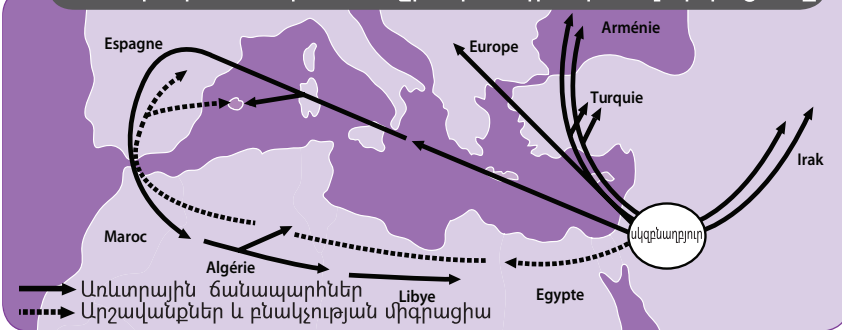 Espagne
Europe
Arménie
Turquie
Irak
սկզբնաղբյուր
Maroc
Algérie
Libye
Egypte
Առևտրային ճանապարհներ
Արշավանքներ և բնակչության միգրացիա